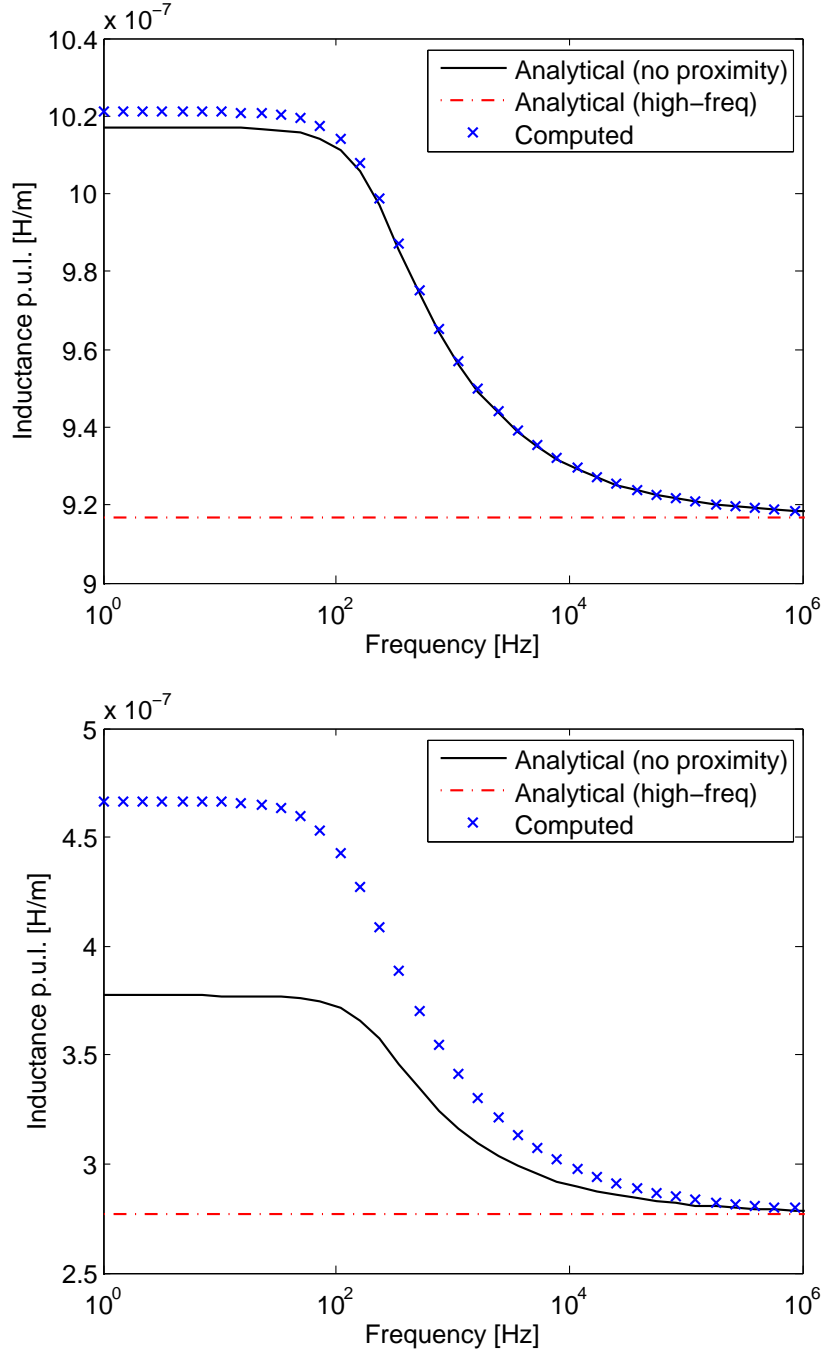 x 10−7
10.4
10.2
10
9.8
9.6
9.4
9.2
9
Inductance p.u.l. [H/m]
Analytical (no proximity)
Analytical (high−freq)
Computed
10^0 10^2 10^4 10^6
Frequency [Hz]
x 10−7
5
4.5
4
3.5
3
2.5
Inductance p.u.l. [H/m]
Analytical (no proximity)
Analytical (high−freq)
Computed
10^0 10^2 10^4 10^6
Frequency [Hz]